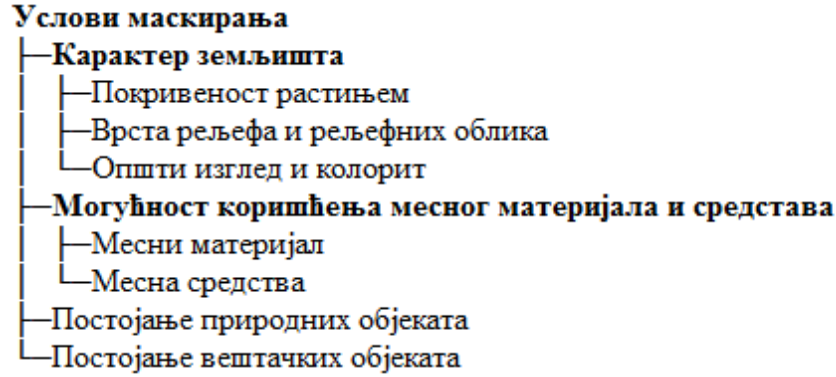 Услови маскирања
├─Карактер земљишта
│ ├─Покривеност растињем
│ ├─Врста рељефа и рељефних облика
│ └─Општи изглед и колорит
├─Могућност коришћења месног материјала и средстава
│ ├─Месни материјал
│ └─Месна средства
├─Постојање природних објеката
└─Постојање вештачких објеката